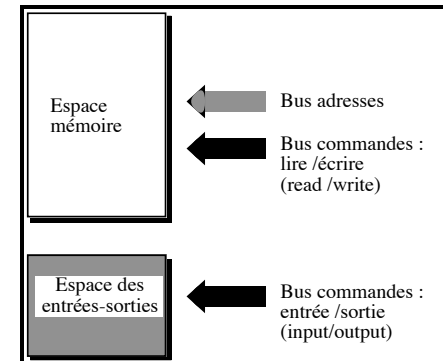 Espace
mémoire
Bus adresses
Bus commandes :
lire /écrire
(read /write)
Espace des
entrées-sorties
Bus commandes :
entrée /sortie
(input/output)